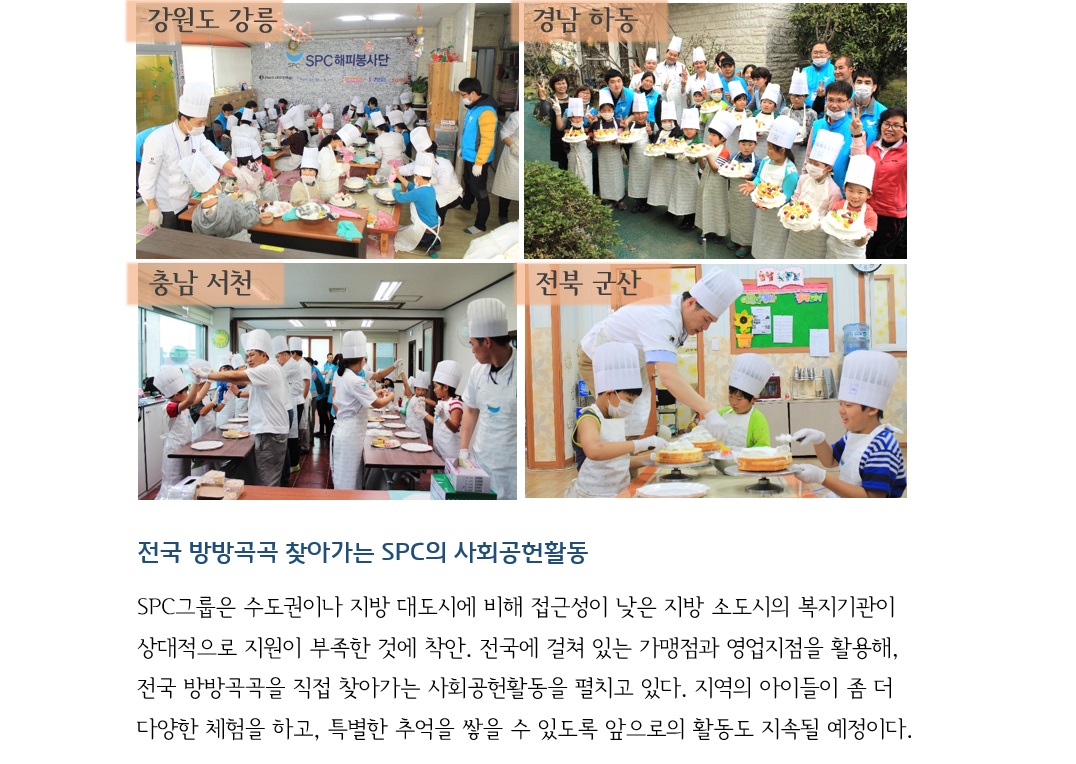 강원도 강릉
경남 하동
SPC 해피봉사단
SPC
충남 서천
전북 군산
전국 방방곡곡 찾아가는 SPC의 사회공헌활동
SPC그룹은 수도권이나 지방 대도시에 비해 접근성이 낮은 지방 소도시의 복지기관이
상대적으로 지원이 부족한 것에 착안. 전국에 걸쳐 있는 가맹점과 영업지점을 활용해,
전국 방방곡곡을 직접 찾아가는 사회공헌활동을 펼치고 있다. 지역의 아이들이 좀 더
다양한 체험을 하고, 특별한 추억을 쌓을 수 있도록 앞으로의 활동도 지속될 예정이다.